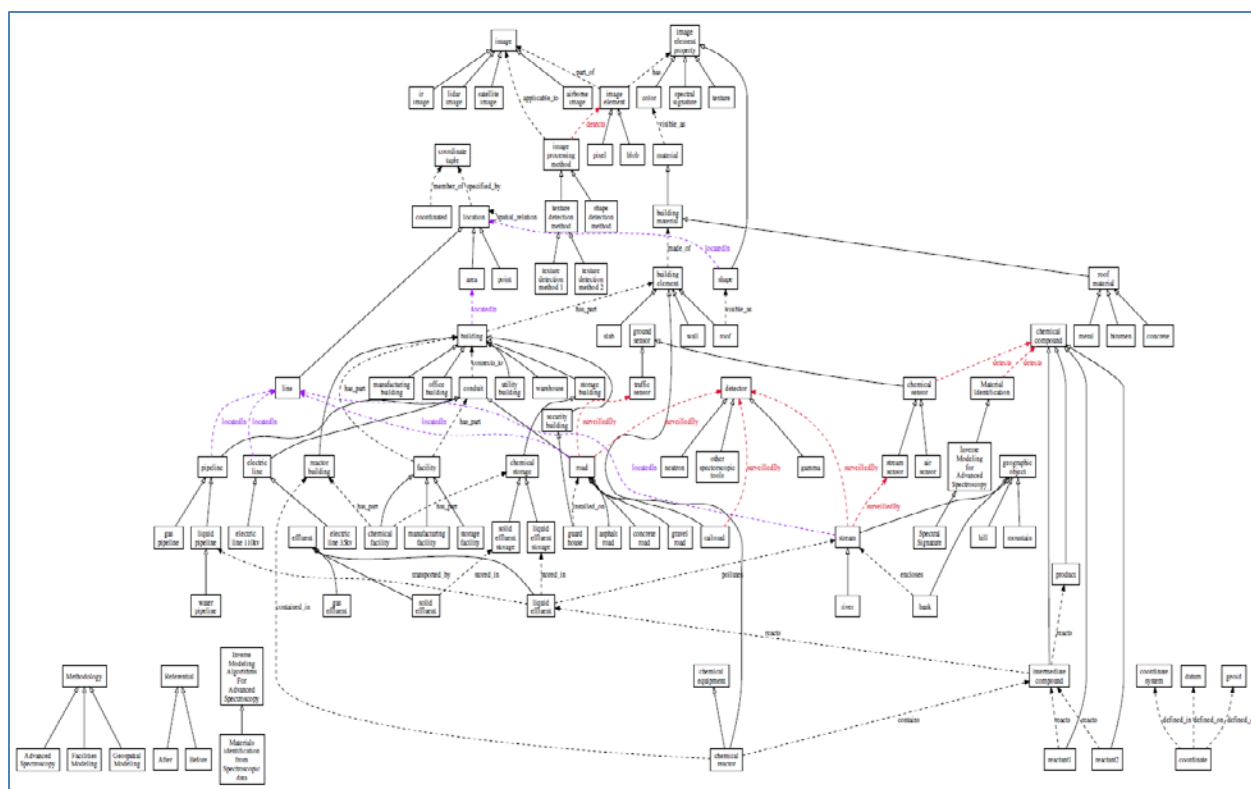 image
image
element
property
part_of
has
ir
image
lidar
image
satellite
image
airborne
image
image
element
color
spectral
signature
texture
applicable_to
detects
visible_as
coordinate
tuple
image
processing
method
pixel
blob
material
member_of
specified_by
coordinated
location
spatial_relation
texture
detection
method
shape
detection
method
building
material
locatedIn
made_of
area
point
texture
detection
method 1
texture
detection
method 2
building
element
shape
roof
material
locatedIn
has_part
visible_as
building
slab
ground
sensor
wall
roof
chemical
compound
metal
bitumen
concrete
connects_to
detects
detects
line
has_part
manufacturing
building
office
building
conduit
utility
building
warehouse
storage
building
traffic
sensor
detector
chemical
sensor
Material
Identification
locatedIn
locatedIn
has_part
security
building
locatedIn
surveilledBy
surveilledBy
pipeline
electric
line
reactor
building
facility
chemical
storage
road
neutron
other
spectoroscopic
tools
gamma
surveilledBy
surveilledBy
locatedIn
stream
sensor
air
sensor
Inverse
Modeling
for
Advanced
Spectroscopy
geographic
object
has_part
has_part
installed_on
surveilledBy
gas
pipeline
liquid
pipeline
electric
line 110kv
effluent
electric
line 35kv
chemical
facility
manufacturing
facility
storage
facility
solid
effluent
storage
liquid
effluent
storage
guard
house
asphalt
road
concrete
road
gravel
road
railroad
stream
Spectral
Signature
hill
mountain
transported_by
stored_in
stored_in
pollutes
encloses
product
water
pipeline
contained_in
gas
effluent
solid
effluent
liquid
effluent
river
bank
reacts
reacts
Methodology
Referential
Inverse
Modeling
Algorithms
For
Advanced
Spectroscopy
chemical
equipment
intermediate
compound
coordinate
system
datum
geoid
contains
reacts
reacts
defined_in
defined_on
defined_o
Advanced
Spectroscopy
Facilities
Modeling
Geospatial
Modeling
After
Before
Materials
identification
from
Spectroscopic
data
chemical
reactor
reactant1
reactant2
coordinate